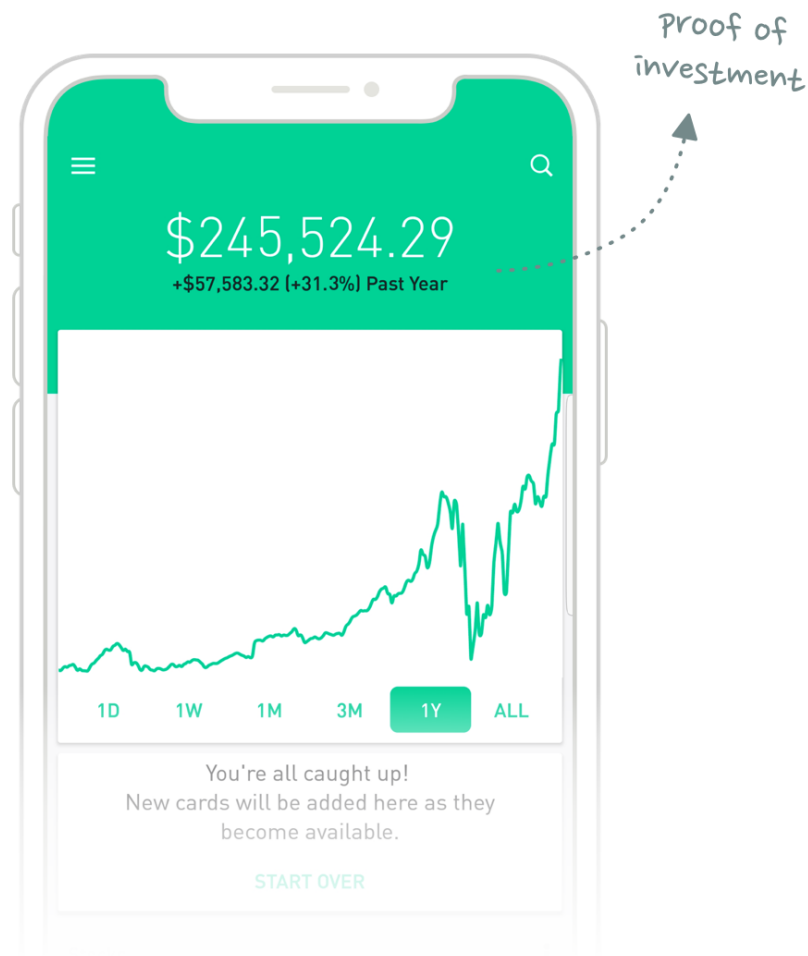 Proof of
investment
$245,524.29
+$57,583.32 (+31.3%) Past Year
1D 1W 1M 3M 1Y ALL
You're all caught up!
New cards will be added here as they
become available.
START OVER